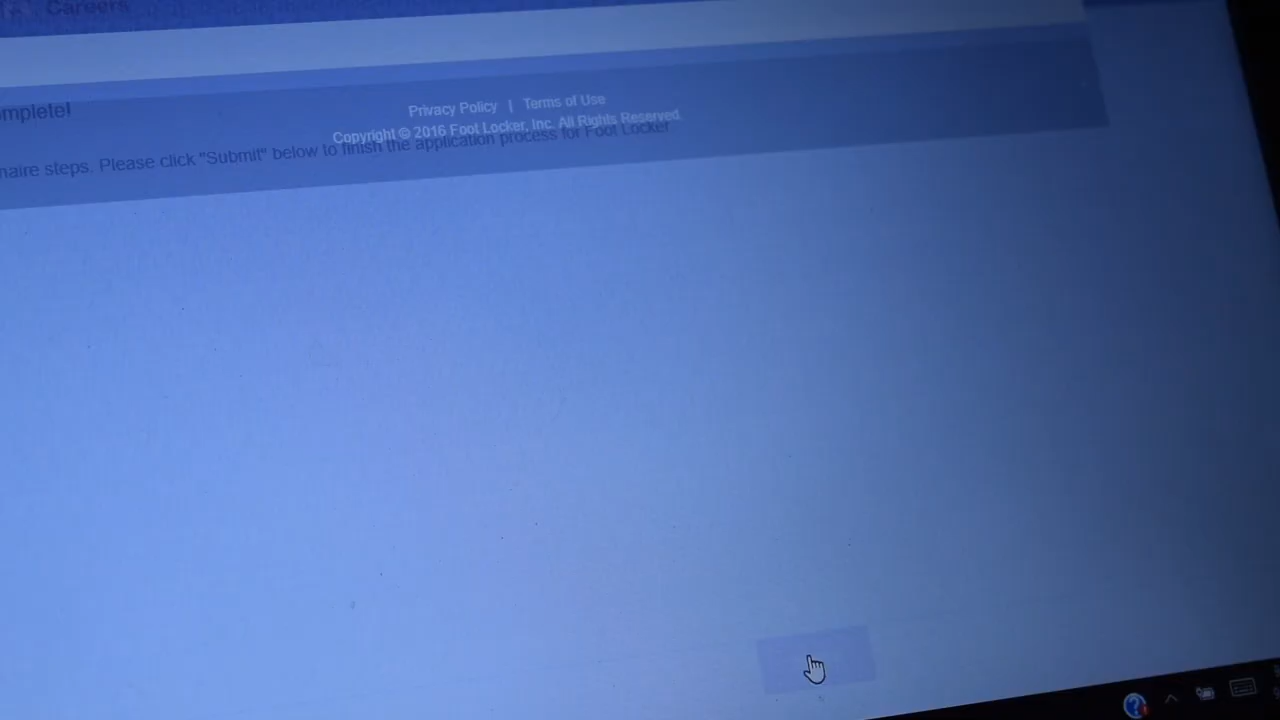 Careers
mplete!
Privacy Policy | Terms of Use
Copyright © 2016 Foot Locker, Inc. All Rights Reserved.
naire steps. Please click "Submit" below to finish the application process for Foot Locker